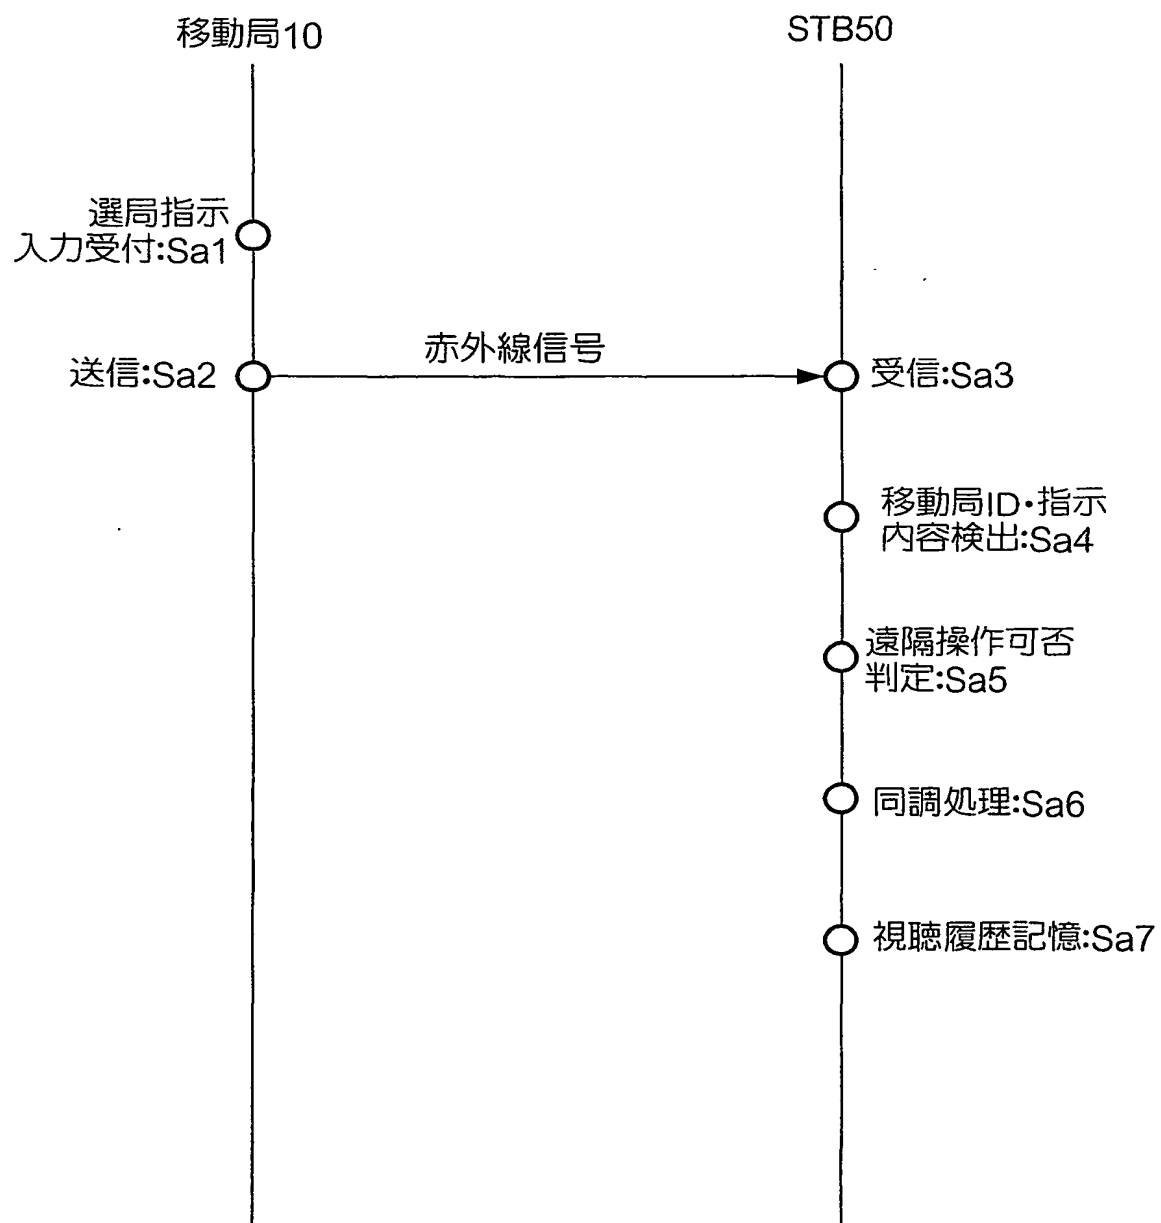 移動局10
STB50
選局指示
入力受付:Sa1
送信:Sa2
赤外線信号
受信:Sa3
移動局ID・指示
内容検出:Sa4
遠隔操作可否
判定:Sa5
同調処理:Sa6
視聴履歴記憶:Sa7